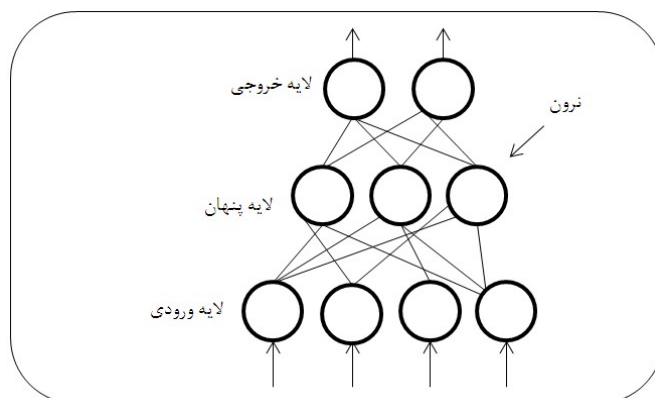 لایه خروجی
نرون
لایه پنهان
لایه ورودی